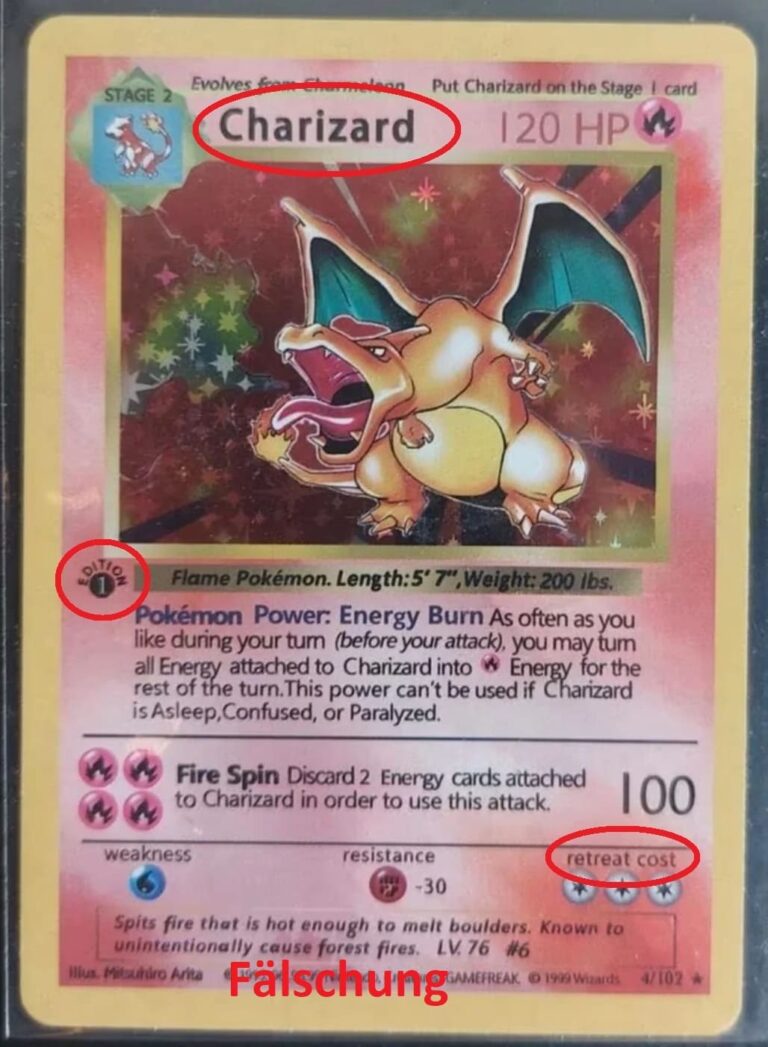 Evolves from Charmeleon Put Charizard on the Stage 1 card
STAGE 2
Charizard 120 HP
EDITION
1
Flame Pokémon. Length: 5' 7", Weight: 200 lbs.
Pokémon Power: Energy Burn As often as you
like during your turn (before your attack), you may turn
all Energy attached to Charizard into Energy for the
rest of the turn.This power can't be used if Charizard
is Asleep,Confused, or Paralyzed.
Fire Spin Discard 2 Energy cards attached
to Charizard in order to use this attack.
100
weakness resistance retreat cost
-30
Spits fire that is hot enough to melt boulders. Known to
unintentionally cause forest fires. LV. 76 #6
Illus. Mitsuhiro Arita GAMEFREAK. © 1999 Wizards 4/102 ★
Fälschung